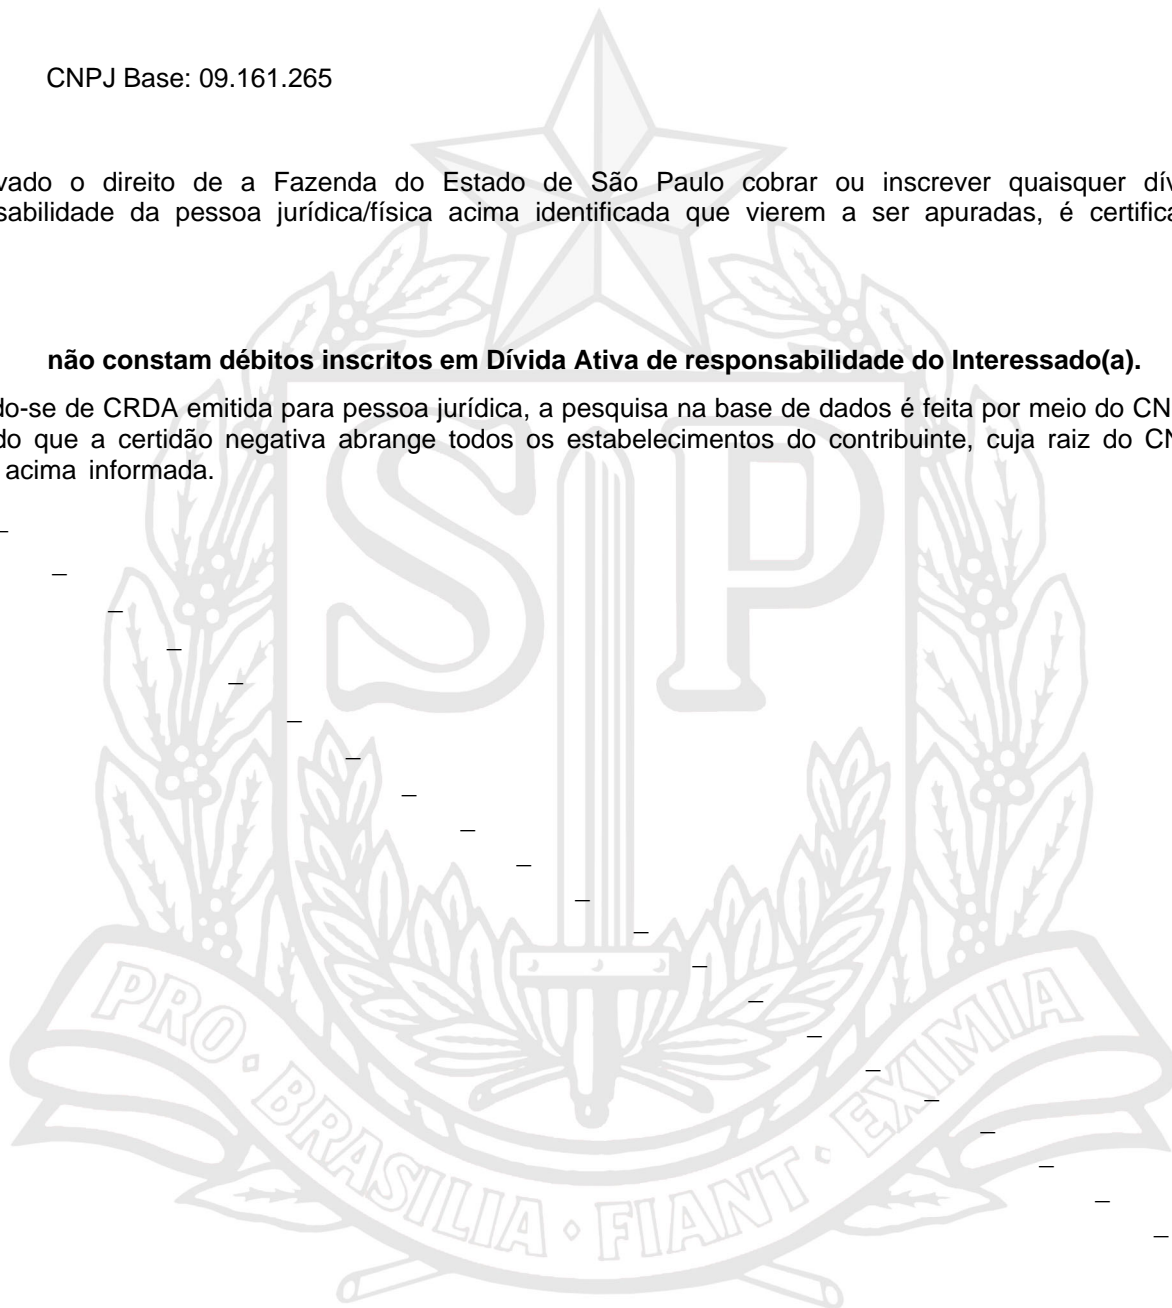 CNPJ Base: 09.161.265
vado o direito de a Fazenda do Estado de São Paulo cobrar ou inscrever quaisquer dív
sabilidade da pessoa jurídica/física acima identificada que vierem a ser apuradas, é certifica
não constam débitos inscritos em Dívida Ativa de responsabilidade do Interessado(a).
do-se de CRDA emitida para pessoa jurídica, a pesquisa na base de dados é feita por meio do CN
do que a certidão negativa abrange todos os estabelecimentos do contribuinte, cuja raiz do CN
acima informada.
SP
PRO • BRASILIA • FIANT • EXIMIA